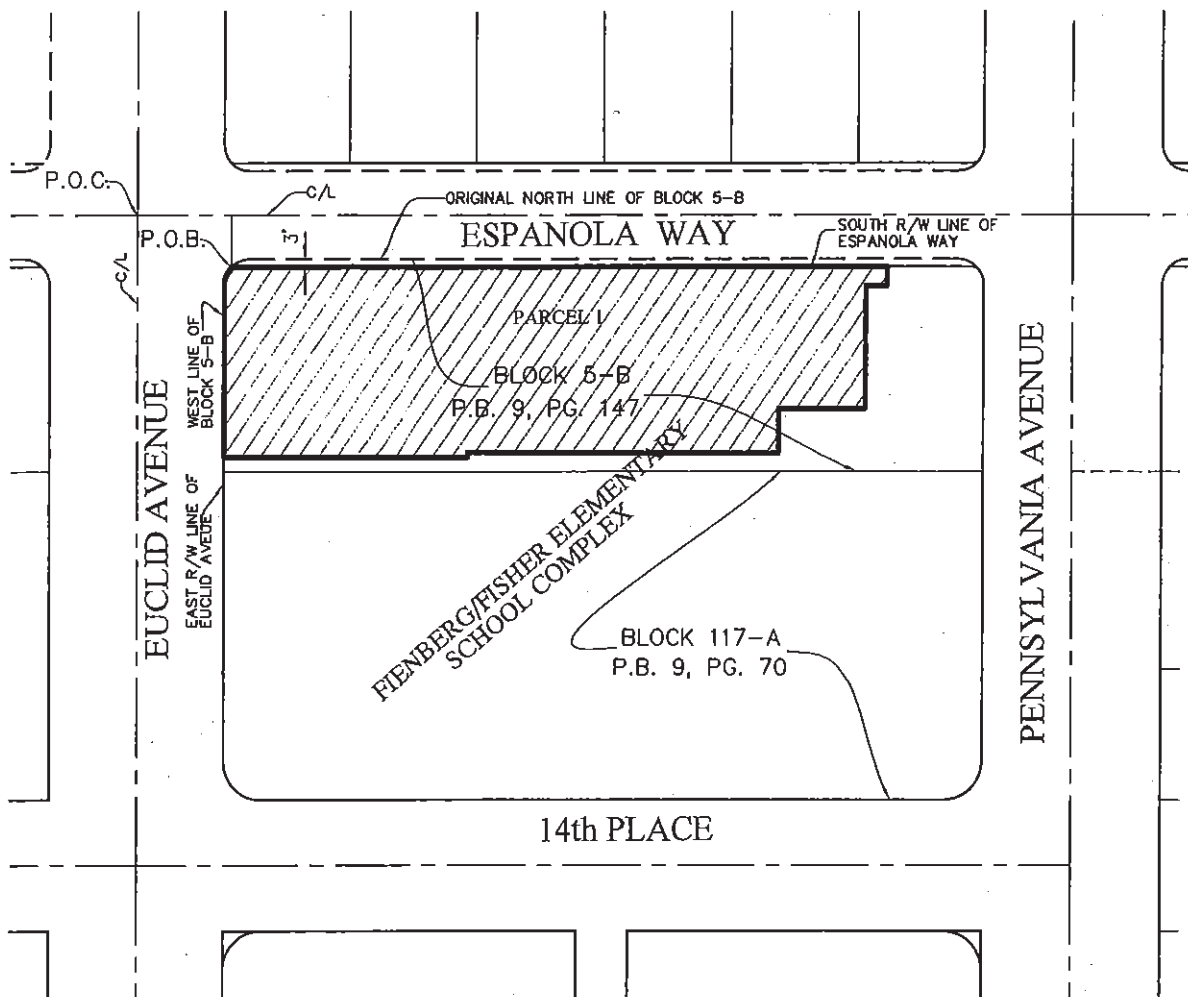 P.O.C.
C/L
ORIGINAL NORTH LINE OF BLOCK 5-B
ESPANOLA WAY
SOUTH R/W LINE OF
ESPANOLA WAY
P.O.B.
3'
C/L
PARCEL 1
WEST LINE OF
BLOCK 5-B
BLOCK 5-B
P.B. 9, PG. 147
EUCLID AVENUE
EAST R/W LINE OF
EUCLID AVEUE
FIENBERG/FISHER ELEMENTARY
SCHOOL COMPLEX
PENNSYLVANIA AVENUE
BLOCK 117-A
P.B. 9, PG. 70
14th PLACE